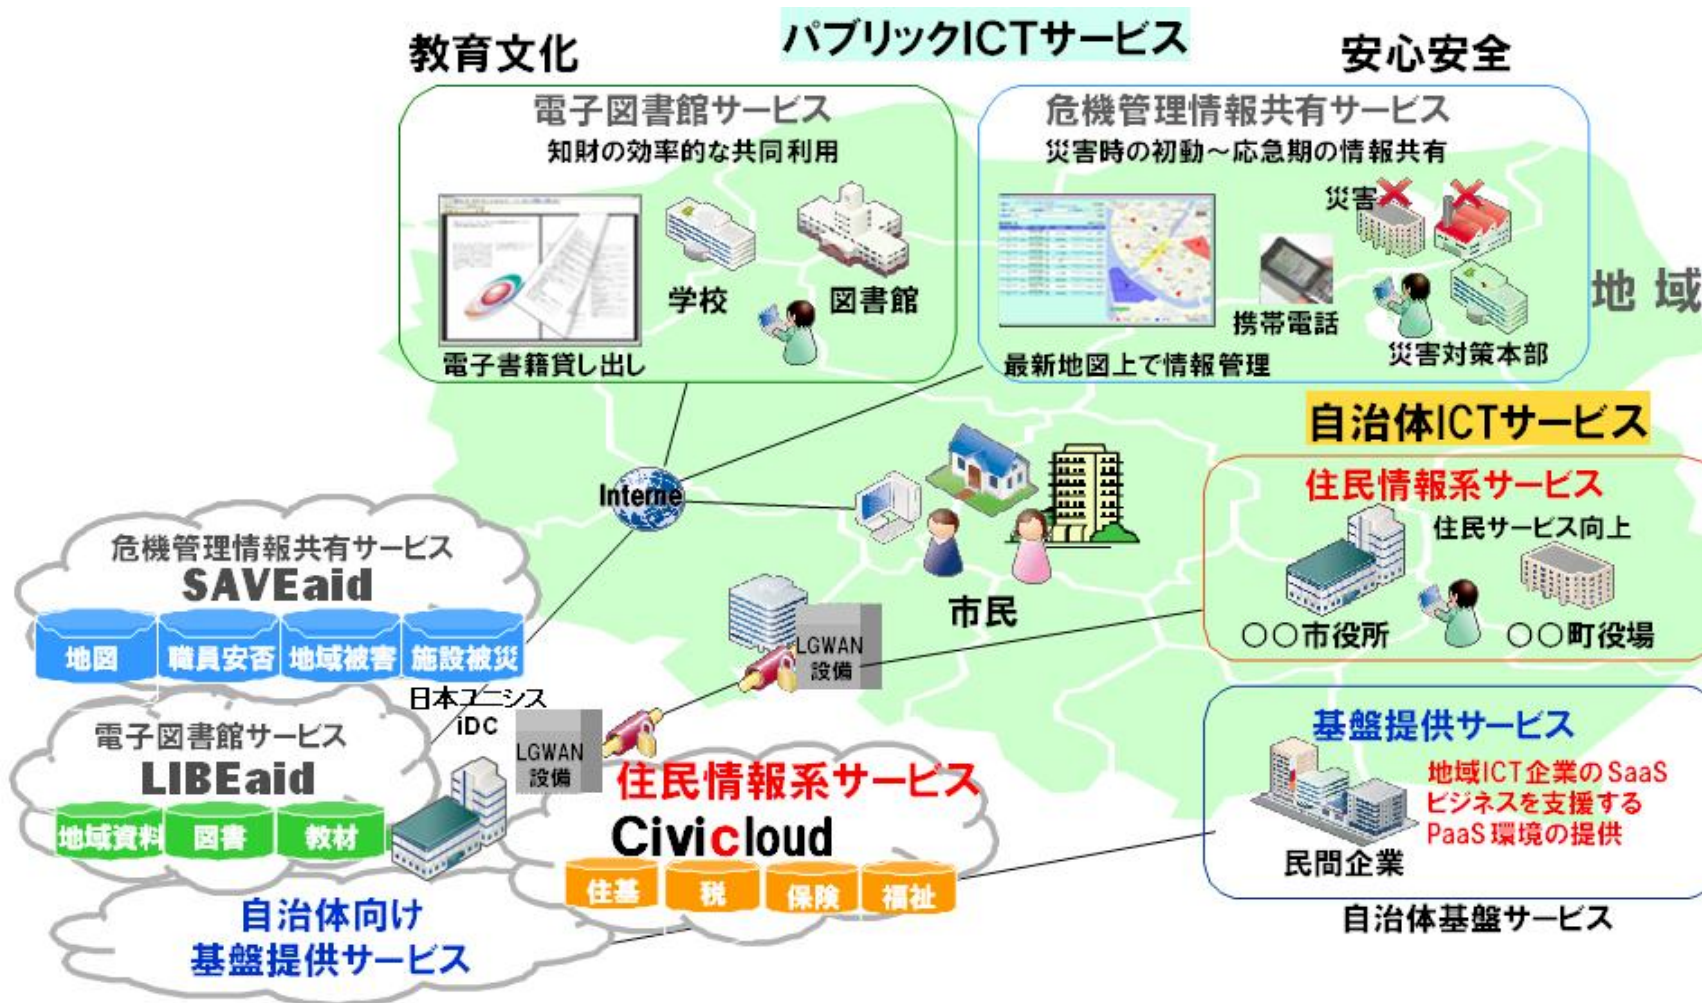 パブリックICTサービス
教育文化
安心安全
電子図書館サービス
知財の効率的な共同利用
学校
図書館
電子書籍貸し出し
危機管理情報共有サービス
災害時の初動～応急期の情報共有
災害
携帯電話
最新地図上で情報管理
災害対策本部
地域
自治体ICTサービス
住民情報系サービス
住民サービス向上
○○市役所
○○町役場
Interne
市民
危機管理情報共有サービス
SAVEaid
地図
職員安否
地域被害
施設被災
日本ユニシス
iDC
LGWAN
設備
LGWAN
設備
電子図書館サービス
LIBEaid
地域資料
図書
教材
住民情報系サービス
Civicloud
住基
税
保険
福祉
自治体向け
基盤提供サービス
基盤提供サービス
地域ICT企業のSaaS
ビジネスを支援する
PaaS環境の提供
民間企業
自治体基盤サービス